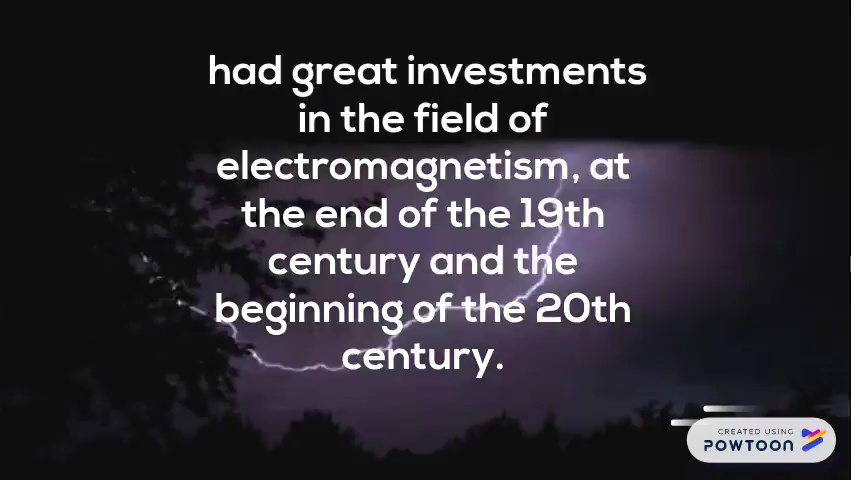 had great investments
in the field of
electromagnetism, at
the end of the 19th
century and the
beginning of the 20th
century.
CREATED USING
POWTOON